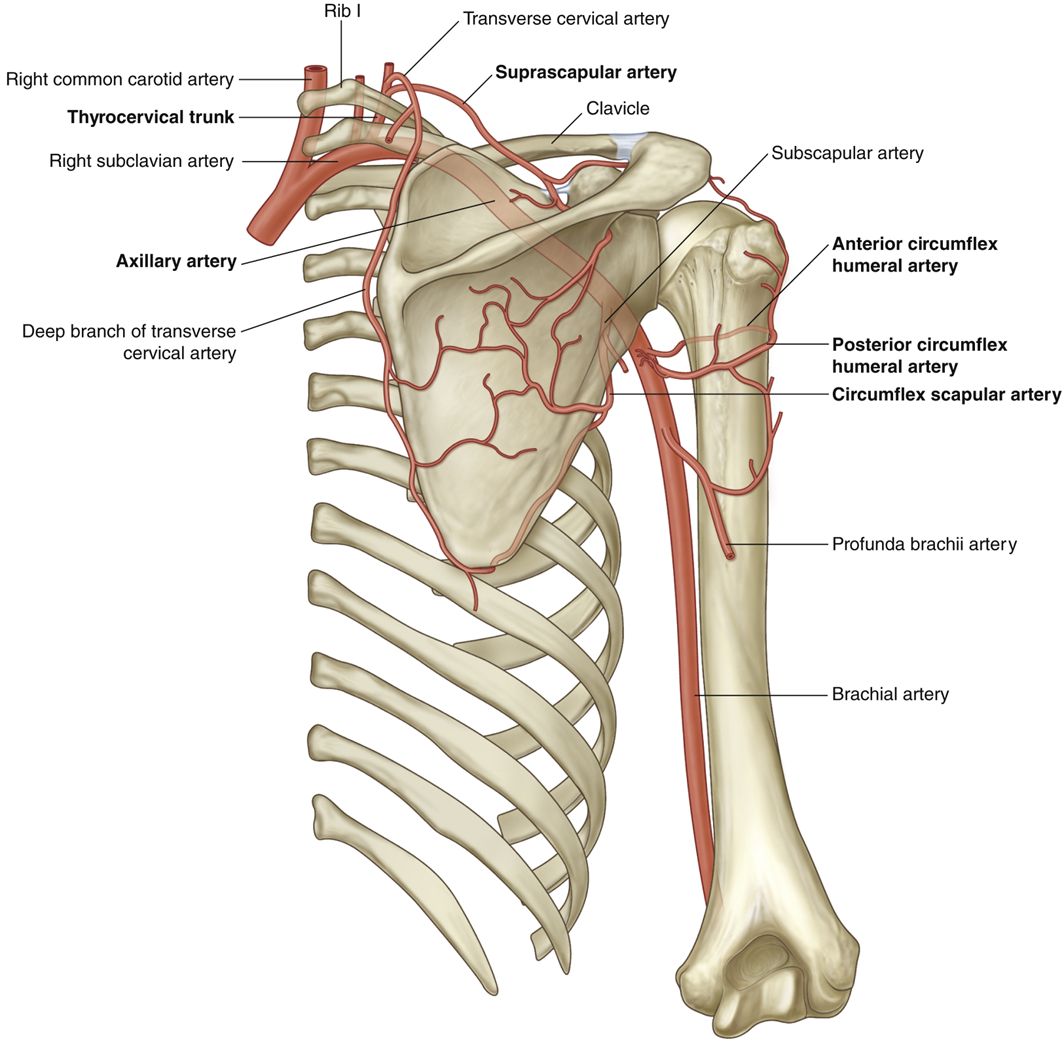 Rib I
Transverse cervical artery
Right common carotid artery
Suprascapular artery
Clavicle
Thyrocervical trunk
Right subclavian artery
Subscapular artery
Axillary artery
Anterior circumflex
humeral artery
Deep branch of transverse
cervical artery
Posterior circumflex
humeral artery
Circumflex scapular artery
Profunda brachii artery
Brachial artery